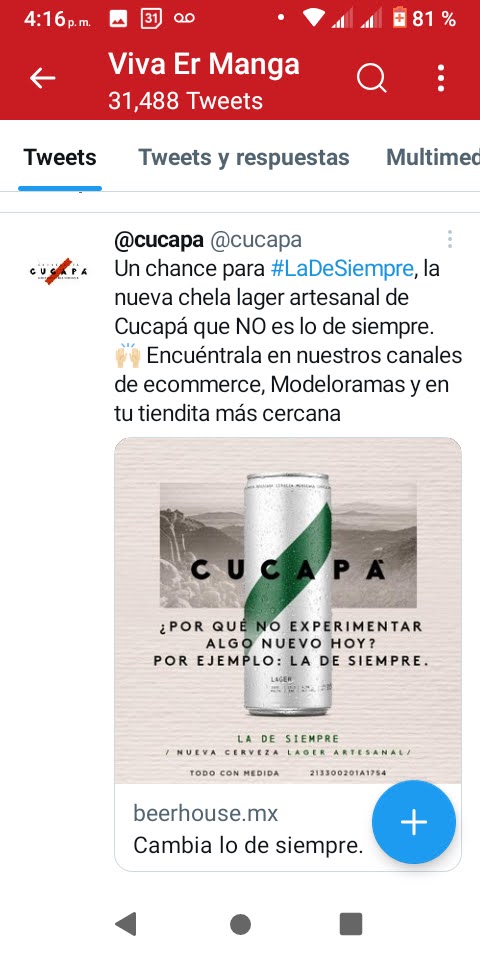 4:16 p. m. 31 81 %
Viva Er Manga
31,488 Tweets
Tweets Tweets y respuestas Multimed
CUCAPÁ
@cucapa @cucapa
Un chance para #LaDeSiempre, la
nueva chela lager artesanal de
Cucapá que NO es lo de siempre.
🙌🏻 Encuéntrala en nuestros canales
de ecommerce, Modeloramas y en
tu tiendita más cercana
CUCAPÁ
¿POR QUÉ NO EXPERIMENTAR
ALGO NUEVO HOY?
POR EJEMPLO: LA DE SIEMPRE.
LAGER
LA DE SIEMPRE
/ NUEVA CERVEZA LAGER ARTESANAL/
TODO CON MEDIDA 213300201A1754
beerhouse.mx
Cambia lo de siempre.